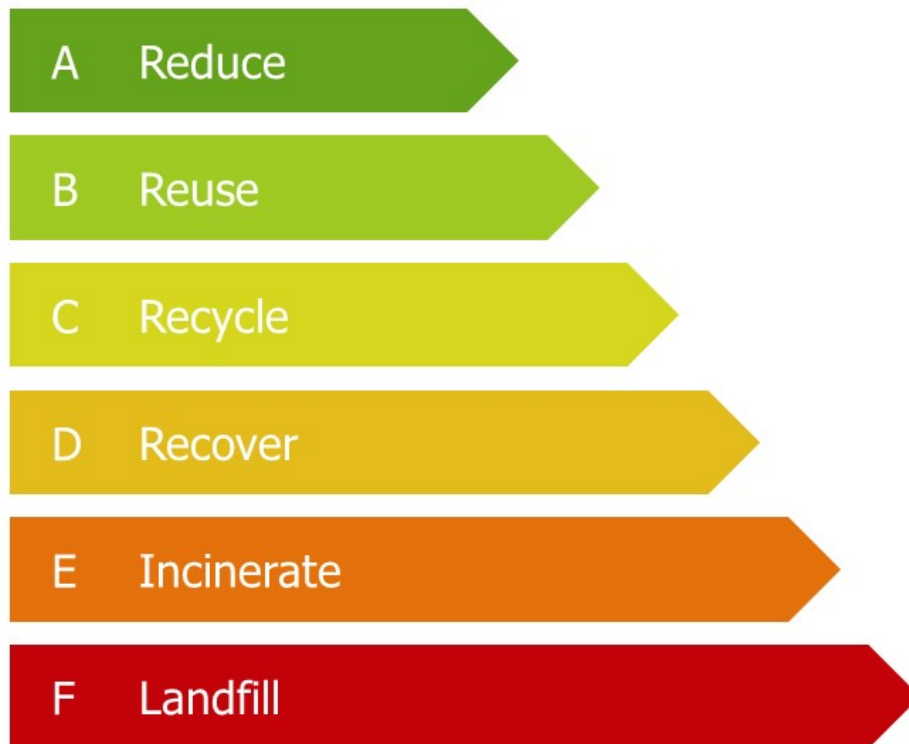 A Reduce
B Reuse
C Recycle
D Recover
E Incinerate
F Landfill